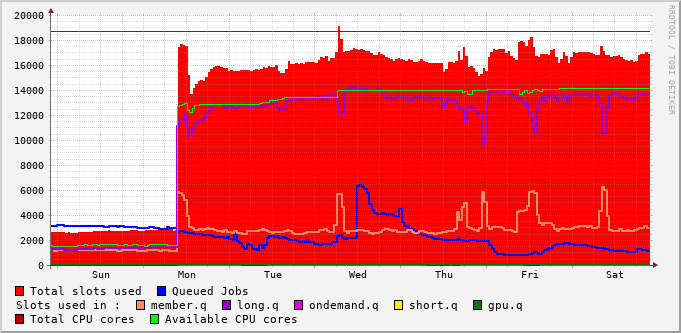 20000
18000
16000
14000
12000
10000
8000
6000
4000
2000
0
Sun Mon Tue Wed Thu Fri Sat
Total slots used Queued Jobs
Slots used in : member.q long.q ondemand.q short.q gpu.q
Total CPU cores Available CPU cores
RRDTOOL / TOBI OETIKER